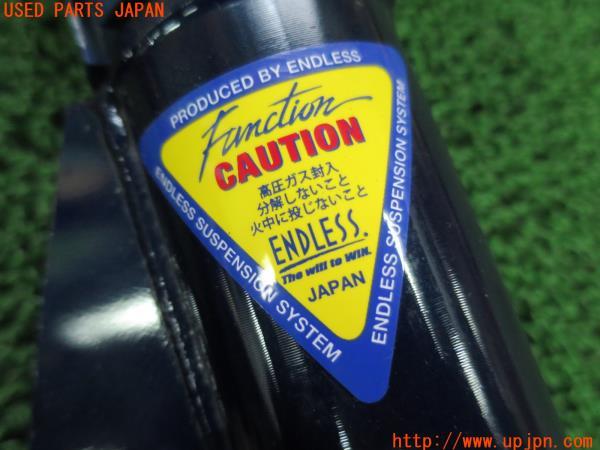 USED PARTS JAPAN
PRODUCED BY ENDLESS
Function
CAUTION
高圧ガス封入
分解しないこと
火中に投じないこと
ENDLESS.
The will to WIN.
JAPAN
ENDLESS SUSPENSION SYSTEM
ENDLESS SUSPENSION SYSTEM
http://www.upjpn.com/